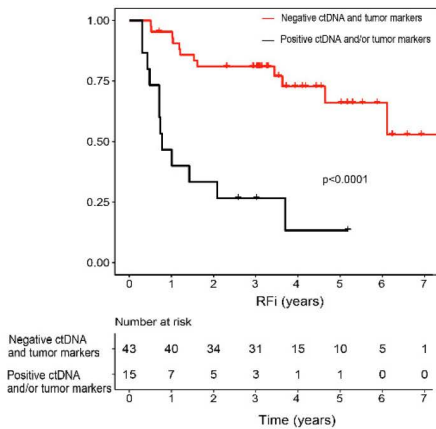 Negative ctDNA and tumor markers
Positive ctDNA and/or tumor markers
1.00
0.75
0.50
0.25
0.00
p<0.0001
0 1 2 3 4 5 6 7
RFi (years)
Number at risk
Negative ctDNA and tumor markers 43 40 34 31 15 10 5 1
Positive ctDNA and/or tumor markers 15 7 5 3 1 1 0 0
0 1 2 3 4 5 6 7
Time (years)